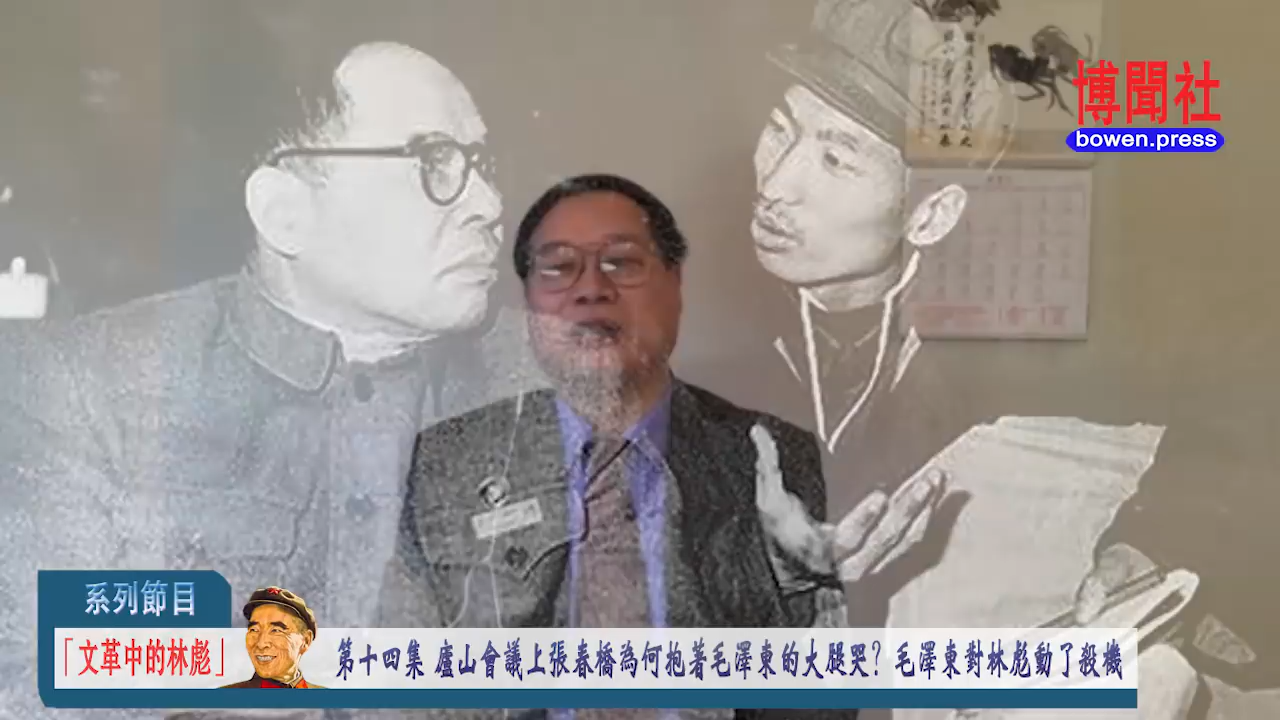 博聞社
bowen.press
系列節目
「文革中的林彪」
第十四集 廬山會議上張春橋為何抱著毛澤東的大腿哭？毛澤東對林彪動了殺機